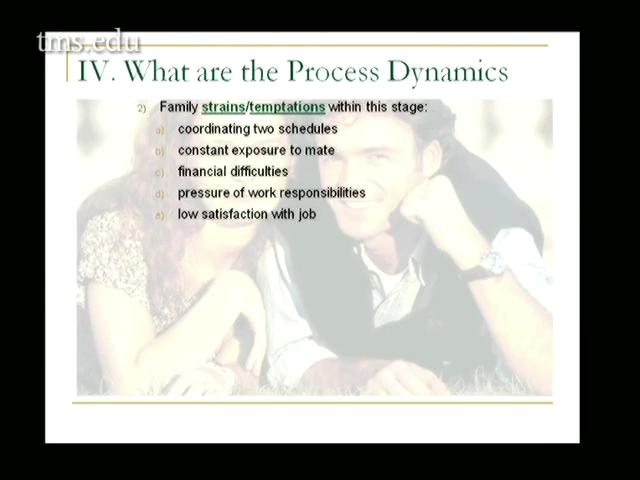 tms.edu
IV. What are the Process Dynamics
2) Family strains/temptations within this stage:
a) coordinating two schedules
b) constant exposure to mate
c) financial difficulties
d) pressure of work responsibilities
e) low satisfaction with job